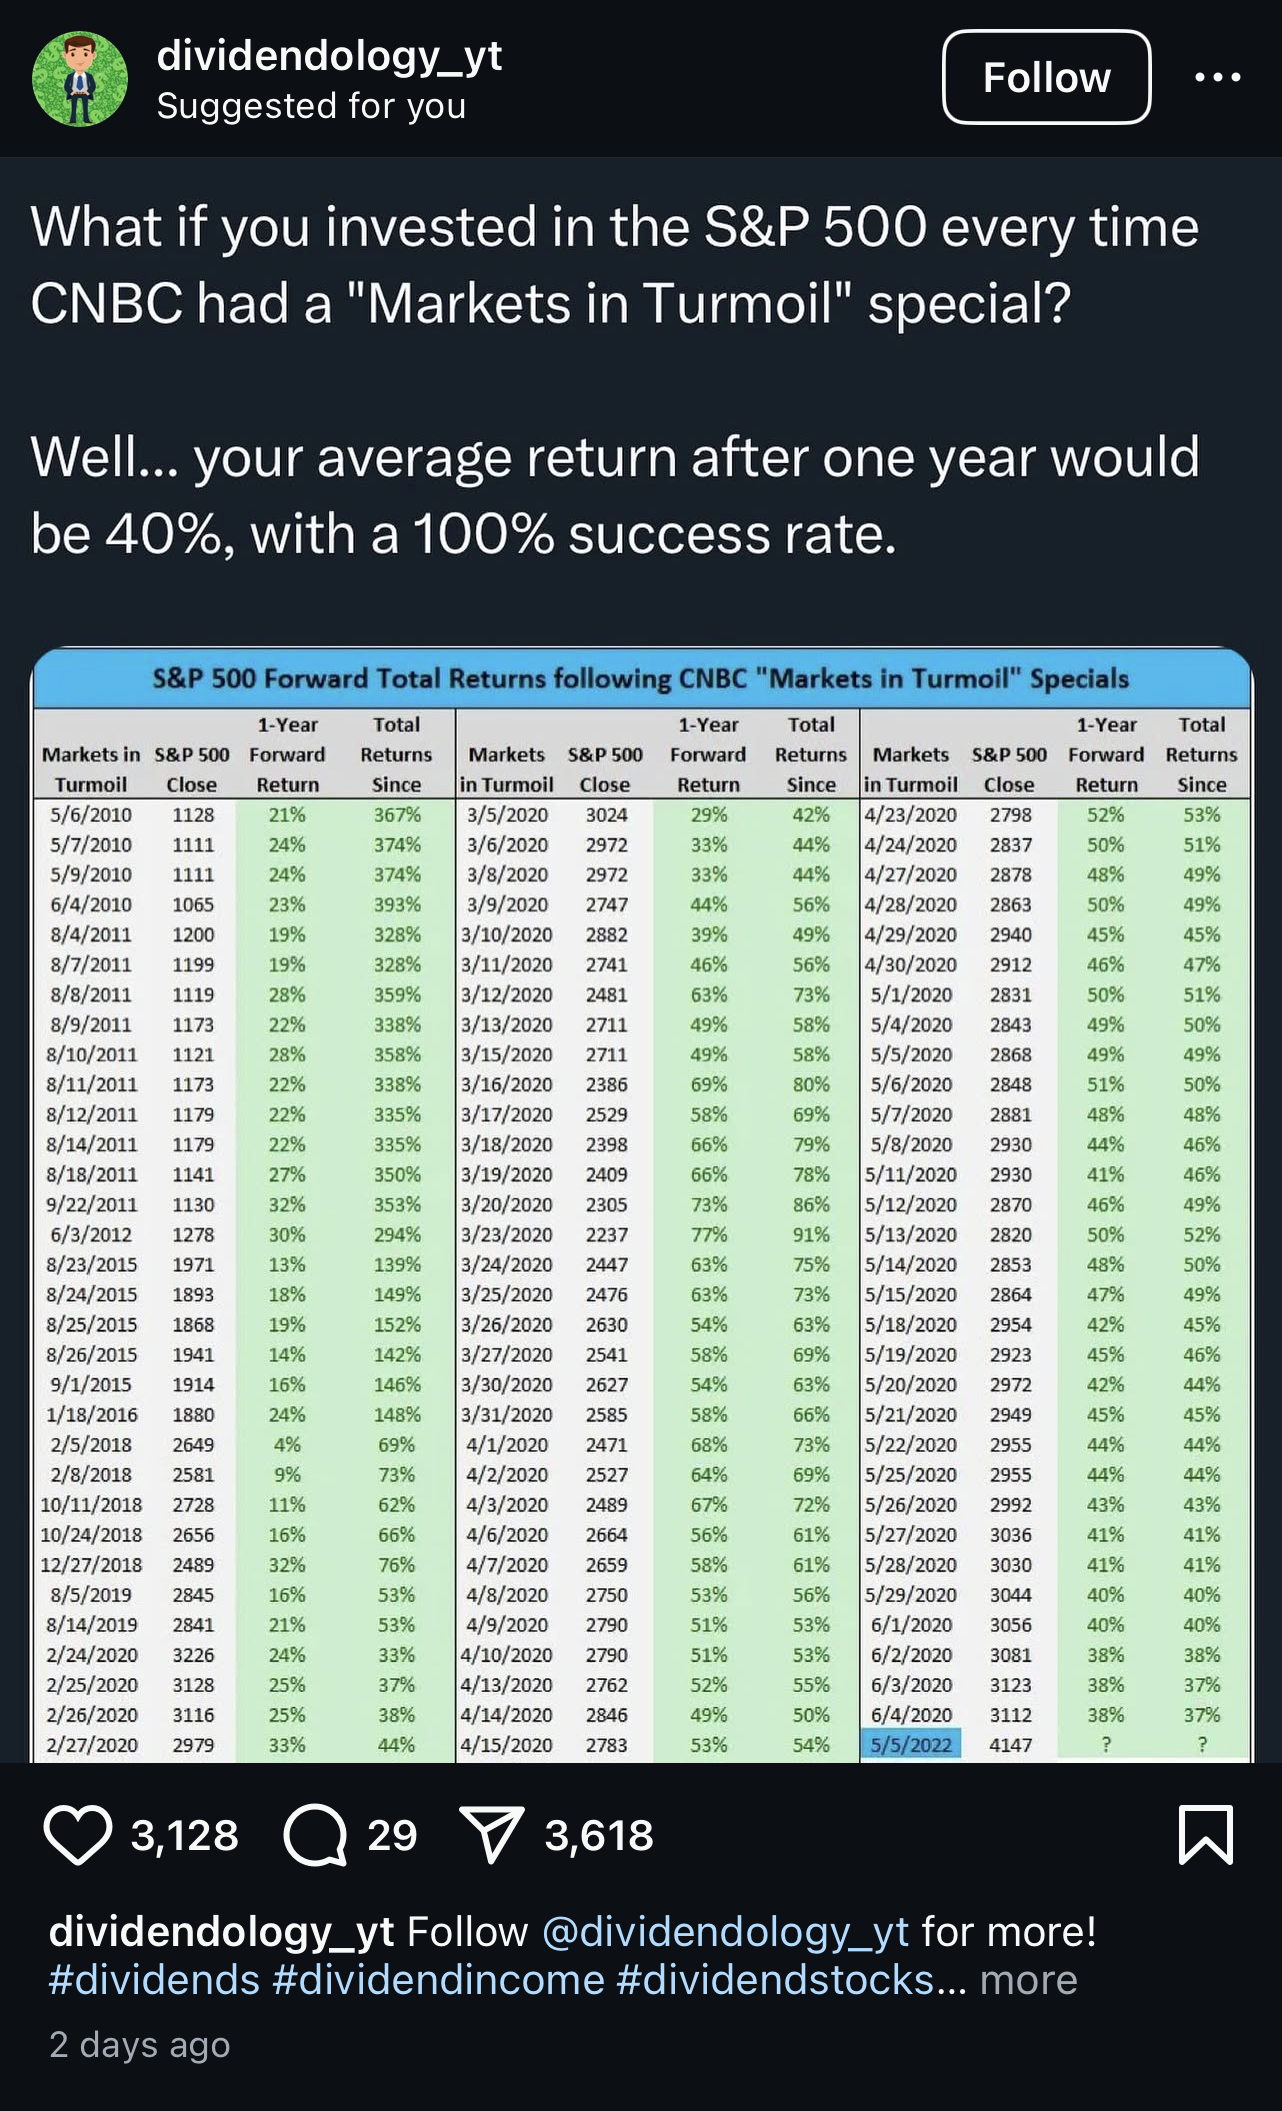 dividendology_yt
Suggested for you
Follow
What if you invested in the S&P 500 every time
CNBC had a "Markets in Turmoil" special?
Well... your average return after one year would
be 40%, with a 100% success rate.
S&P 500 Forward Total Returns following CNBC "Markets in Turmoil" Specials
1-Year Total 1-Year Total 1-Year Total
Markets in S&P 500 Forward Returns Markets S&P 500 Forward Returns Markets S&P 500 Forward Returns
Turmoil Close Return Since in Turmoil Close Return Since in Turmoil Close Return Since
5/6/2010 1128 21% 367% 3/5/2020 3024 29% 42% 4/23/2020 2798 52% 53%
5/7/2010 1111 24% 374% 3/6/2020 2972 33% 44% 4/24/2020 2837 50% 51%
5/9/2010 1111 24% 374% 3/8/2020 2972 33% 44% 4/27/2020 2878 48% 49%
6/4/2010 1065 23% 393% 3/9/2020 2747 44% 56% 4/28/2020 2863 50% 49%
8/4/2011 1200 19% 328% 3/10/2020 2882 39% 49% 4/29/2020 2940 45% 45%
8/7/2011 1199 19% 328% 3/11/2020 2741 46% 56% 4/30/2020 2912 46% 47%
8/8/2011 1119 28% 359% 3/12/2020 2481 63% 73% 5/1/2020 2831 50% 51%
8/9/2011 1173 22% 338% 3/13/2020 2711 49% 58% 5/4/2020 2843 49% 50%
8/10/2011 1121 28% 358% 3/15/2020 2711 49% 58% 5/5/2020 2868 49% 49%
8/11/2011 1173 22% 338% 3/16/2020 2386 69% 80% 5/6/2020 2848 51% 50%
8/12/2011 1179 22% 335% 3/17/2020 2529 58% 69% 5/7/2020 2881 48% 48%
8/14/2011 1179 22% 335% 3/18/2020 2398 66% 79% 5/8/2020 2930 44% 46%
8/18/2011 1141 27% 350% 3/19/2020 2409 66% 78% 5/11/2020 2930 41% 46%
9/22/2011 1130 32% 353% 3/20/2020 2305 73% 86% 5/12/2020 2870 46% 49%
6/3/2012 1278 30% 294% 3/23/2020 2237 77% 91% 5/13/2020 2820 50% 52%
8/23/2015 1971 13% 139% 3/24/2020 2447 63% 75% 5/14/2020 2853 48% 50%
8/24/2015 1893 18% 149% 3/25/2020 2476 63% 73% 5/15/2020 2864 47% 49%
8/25/2015 1868 19% 152% 3/26/2020 2630 54% 63% 5/18/2020 2954 42% 45%
8/26/2015 1941 14% 142% 3/27/2020 2541 58% 69% 5/19/2020 2923 45% 46%
9/1/2015 1914 16% 146% 3/30/2020 2627 54% 63% 5/20/2020 2972 42% 44%
1/18/2016 1880 24% 148% 3/31/2020 2585 58% 66% 5/21/2020 2949 45% 45%
2/5/2018 2649 4% 69% 4/1/2020 2471 68% 73% 5/22/2020 2955 44% 44%
2/8/2018 2581 9% 73% 4/2/2020 2527 64% 69% 5/25/2020 2955 44% 44%
10/11/2018 2728 11% 62% 4/3/2020 2489 67% 72% 5/26/2020 2992 43% 43%
10/24/2018 2656 16% 66% 4/6/2020 2664 56% 61% 5/27/2020 3036 41% 41%
12/27/2018 2489 32% 76% 4/7/2020 2659 58% 61% 5/28/2020 3030 41% 41%
8/5/2019 2845 16% 53% 4/8/2020 2750 53% 56% 5/29/2020 3044 40% 40%
8/14/2019 2841 21% 53% 4/9/2020 2790 51% 53% 6/1/2020 3056 40% 40%
2/24/2020 3226 24% 33% 4/10/2020 2790 51% 53% 6/2/2020 3081 38% 38%
2/25/2020 3128 25% 37% 4/13/2020 2762 52% 55% 6/3/2020 3123 38% 37%
2/26/2020 3116 25% 38% 4/14/2020 2846 49% 50% 6/4/2020 3112 38% 37%
2/27/2020 2979 33% 44% 4/15/2020 2783 53% 54% 5/5/2022 4147 ? ?
3,128 29 3,618
dividendology_yt Follow @dividendology_yt for more!
#dividends #dividendincome #dividendstocks... more
2 days ago